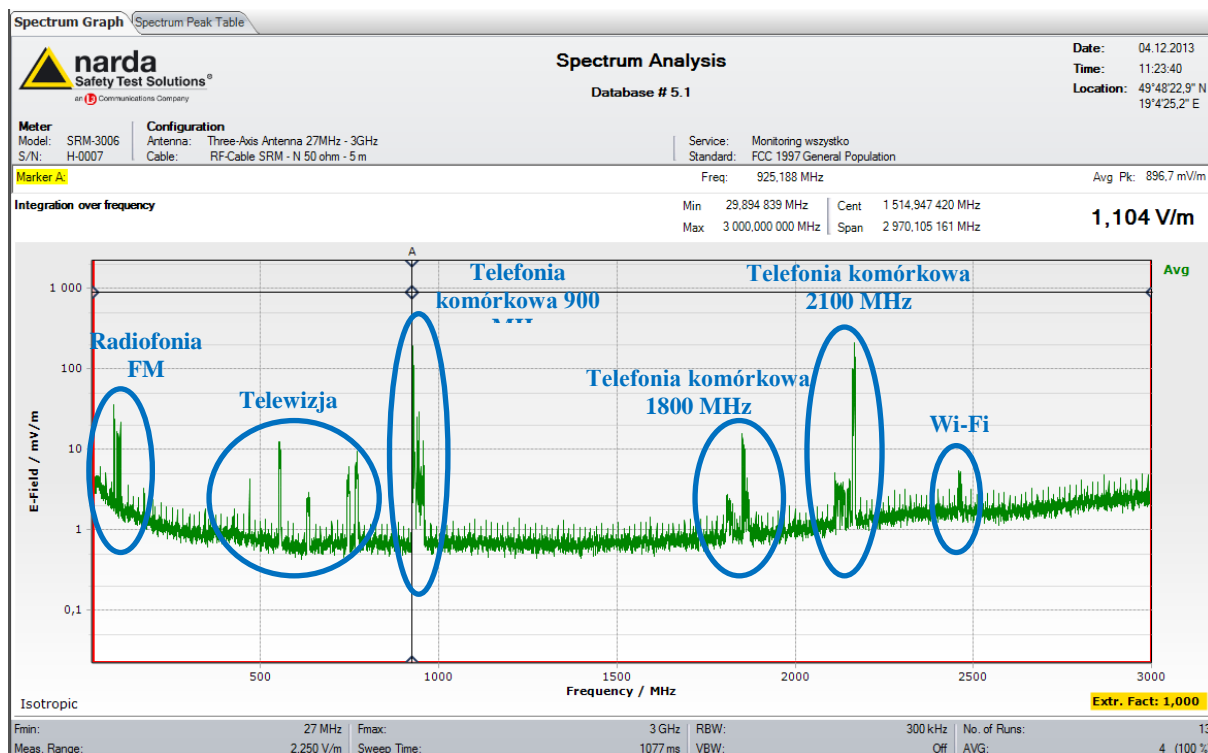 Spectrum Graph Spectrum Peak Table
narda
Safety Test Solutions®
an L3 Communications Company
Spectrum Analysis
Database # 5.1
Date: 04.12.2013
Time: 11:23:40
Location: 49°48'22,9" N
19°4'25,2" E
Meter
Model: SRM-3006
S/N: H-0007
Configuration
Antenna: Three-Axis Antenna 27MHz - 3GHz
Cable: RF-Cable SRM - N 50 ohm - 5 m
Service: Monitoring wszystko
Standard: FCC 1997 General Population
Marker A: Freq: 925,188 MHz Avg Pk: 896,7 mV/m
Integration over frequency
Min 29,894 839 MHz Cent 1 514,947 420 MHz
Max 3 000,000 000 MHz Span 2 970,105 161 MHz
1,104 V/m
A
Avg
Telefonia
komórkowa 900
MHz
Telefonia komórkowa
2100 MHz
Radiofonia
FM
Telewizja
Telefonia komórkowa
1800 MHz
Wi-Fi
E-Field / mV/m
1 000
100
10
1
0,1
500 1000 1500 2000 2500 3000
Frequency / MHz
Isotropic
Extr. Fact: 1,000
Fmin: 27 MHz Fmax: 3 GHz RBW: 300 kHz No. of Runs: 13
Meas. Range: 2,250 V/m Sweep Time: 1077 ms VBW: Off AVG: 4 (100 %